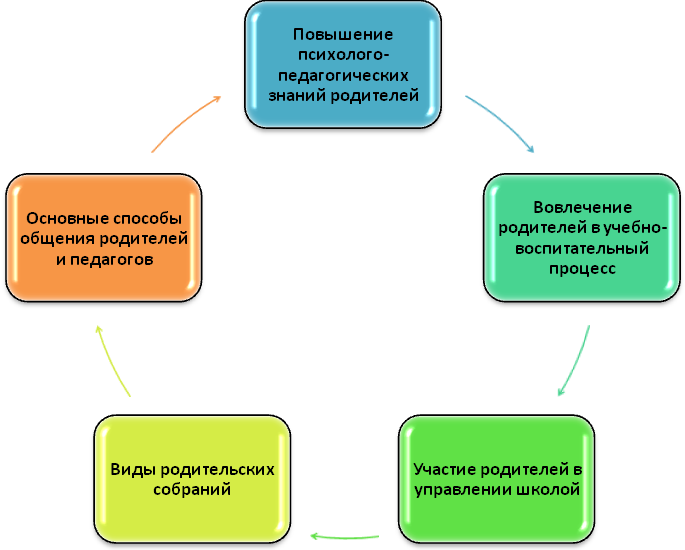 Повышение
психолого-
педагогических
знаний родителей
Вовлечение
родителей в учебно-
воспитательный
процесс
Участие родителей в
управлении школой
Виды родительских
собраний
Основные способы
общения родителей
и педагогов